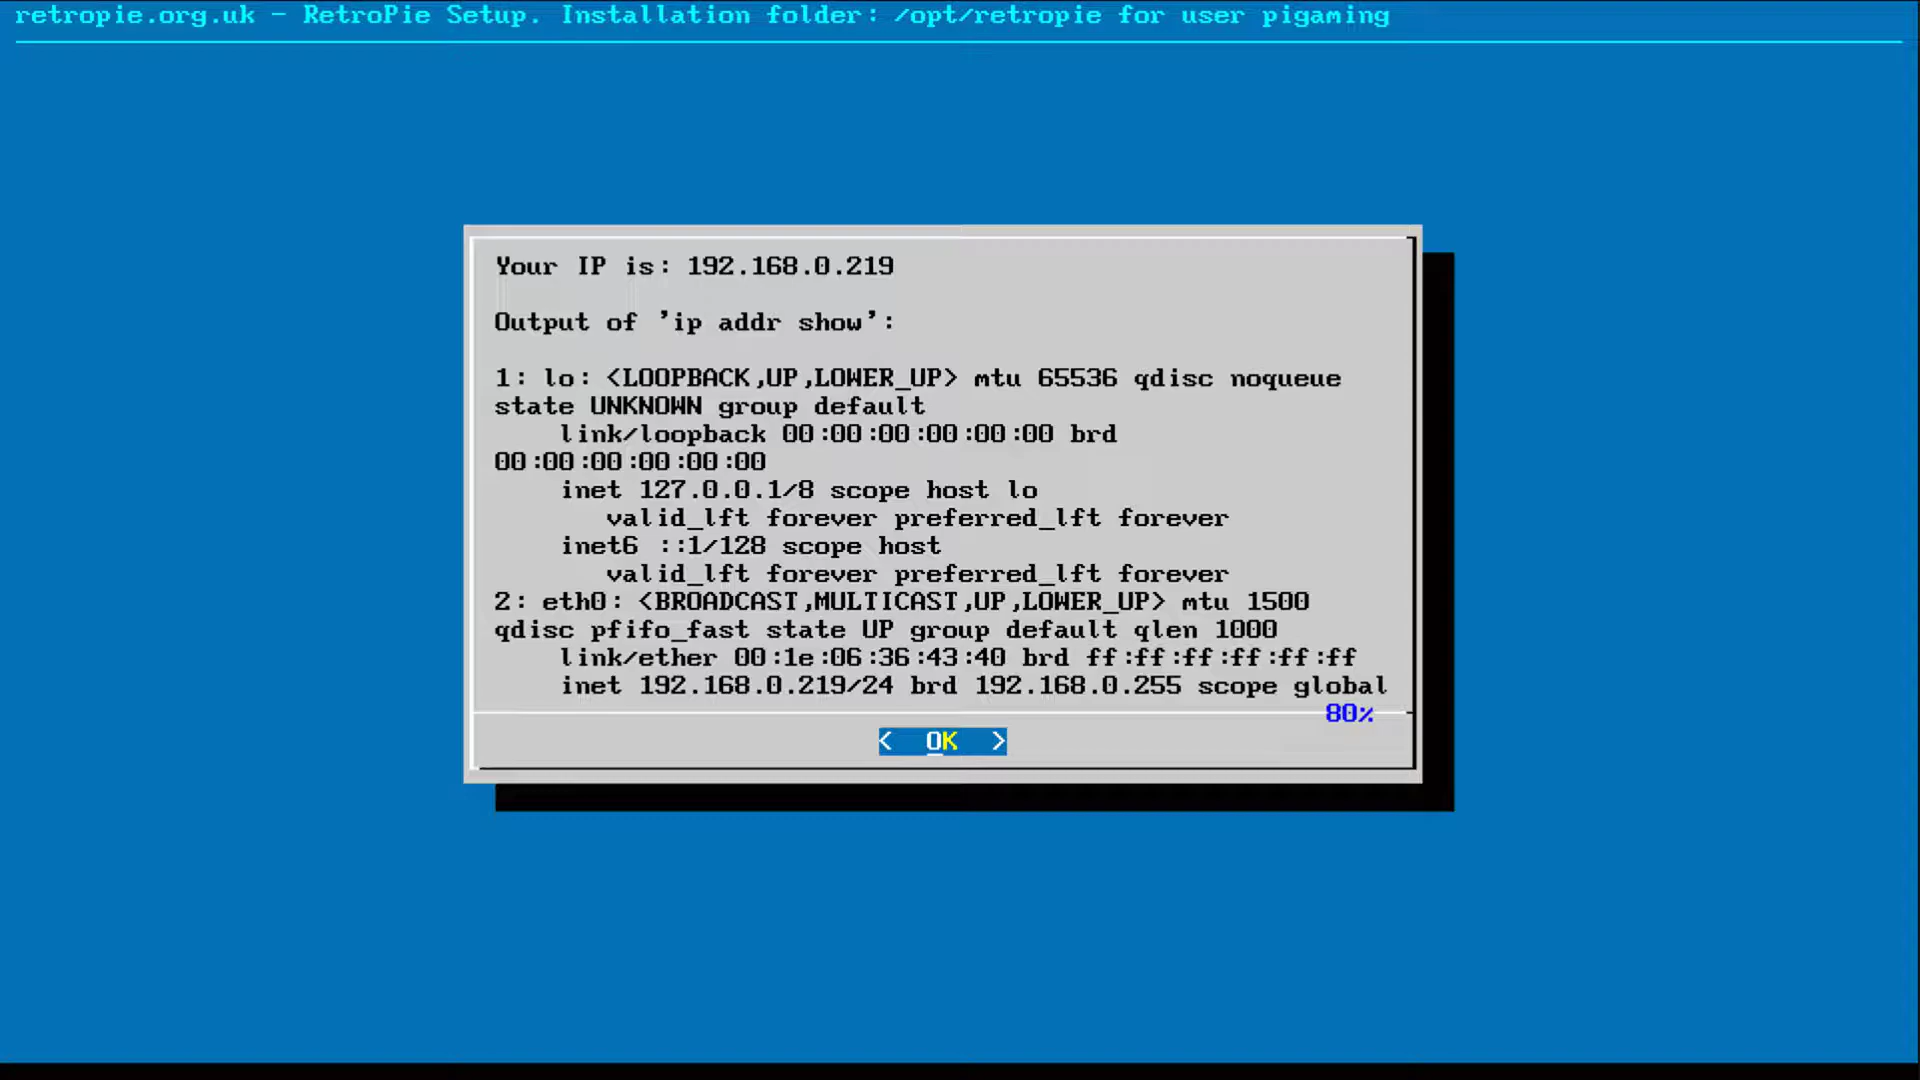 retropie.org.uk - RetroPie Setup. Installation folder: /opt/retropie for user pigaming
Your IP is: 192.168.0.219
Output of 'ip addr show':
1: lo: <LOOPBACK,UP,LOWER_UP> mtu 65536 qdisc noqueue
state UNKNOWN group default
link/loopback 00:00:00:00:00:00 brd
00:00:00:00:00:00
inet 127.0.0.1/8 scope host lo
valid_lft forever preferred_lft forever
inet6 ::1/128 scope host
valid_lft forever preferred_lft forever
2: eth0: <BROADCAST,MULTICAST,UP,LOWER_UP> mtu 1500
qdisc pfifo_fast state UP group default qlen 1000
link/ether 00:1e:06:36:43:40 brd ff:ff:ff:ff:ff:ff
inet 192.168.0.219/24 brd 192.168.0.255 scope global
80%
< OK >